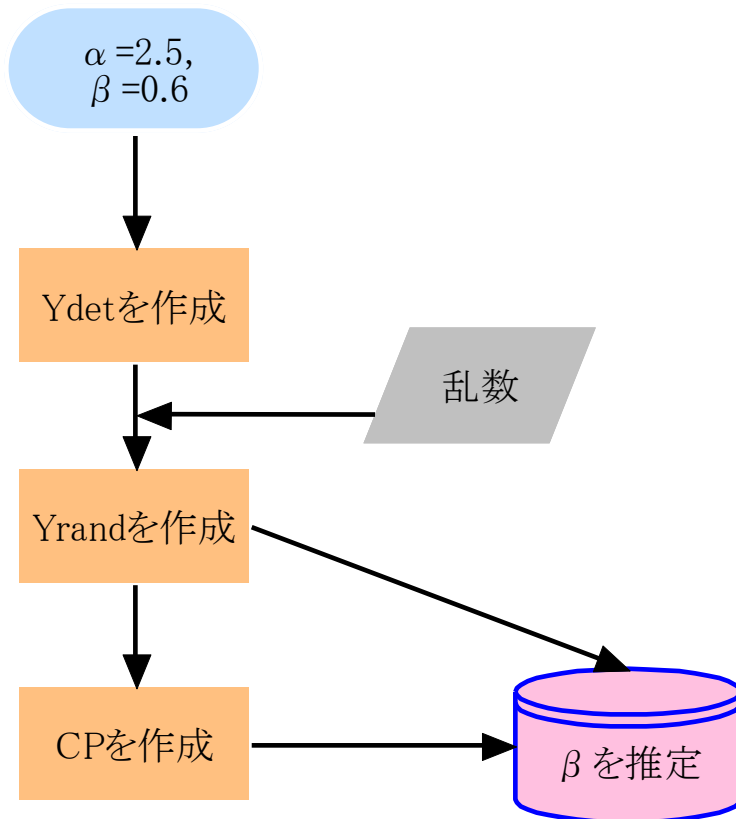 α=2.5,
β=0.6
Ydetを作成
乱数
Yrandを作成
CPを作成
βを推定